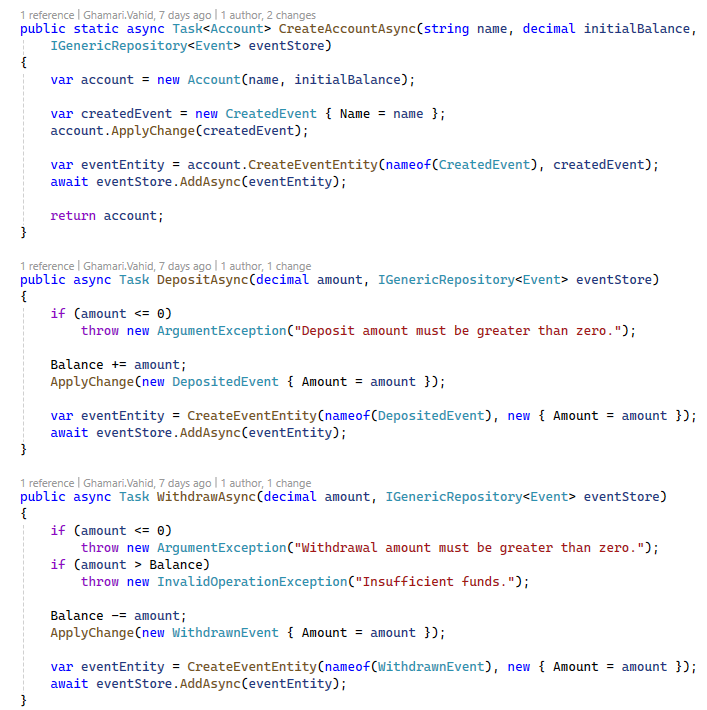 1 reference | Ghamari.Vahid, 7 days ago | 1 author, 2 changes
public static async Task<Account> CreateAccountAsync(string name, decimal initialBalance,
    IGenericRepository<Event> eventStore)
{
    var account = new Account(name, initialBalance);

    var createdEvent = new CreatedEvent { Name = name };
    account.ApplyChange(createdEvent);

    var eventEntity = account.CreateEventEntity(nameof(CreatedEvent), createdEvent);
    await eventStore.AddAsync(eventEntity);

    return account;
}

1 reference | Ghamari.Vahid, 7 days ago | 1 author, 1 change
public async Task DepositAsync(decimal amount, IGenericRepository<Event> eventStore)
{
    if (amount <= 0)
        throw new ArgumentException("Deposit amount must be greater than zero.");

    Balance += amount;
    ApplyChange(new DepositedEvent { Amount = amount });

    var eventEntity = CreateEventEntity(nameof(DepositedEvent), new { Amount = amount });
    await eventStore.AddAsync(eventEntity);
}

1 reference | Ghamari.Vahid, 7 days ago | 1 author, 1 change
public async Task WithdrawAsync(decimal amount, IGenericRepository<Event> eventStore)
{
    if (amount <= 0)
        throw new ArgumentException("Withdrawal amount must be greater than zero.");
    if (amount > Balance)
        throw new InvalidOperationException("Insufficient funds.");

    Balance -= amount;
    ApplyChange(new WithdrawnEvent { Amount = amount });

    var eventEntity = CreateEventEntity(nameof(WithdrawnEvent), new { Amount = amount });
    await eventStore.AddAsync(eventEntity);
}